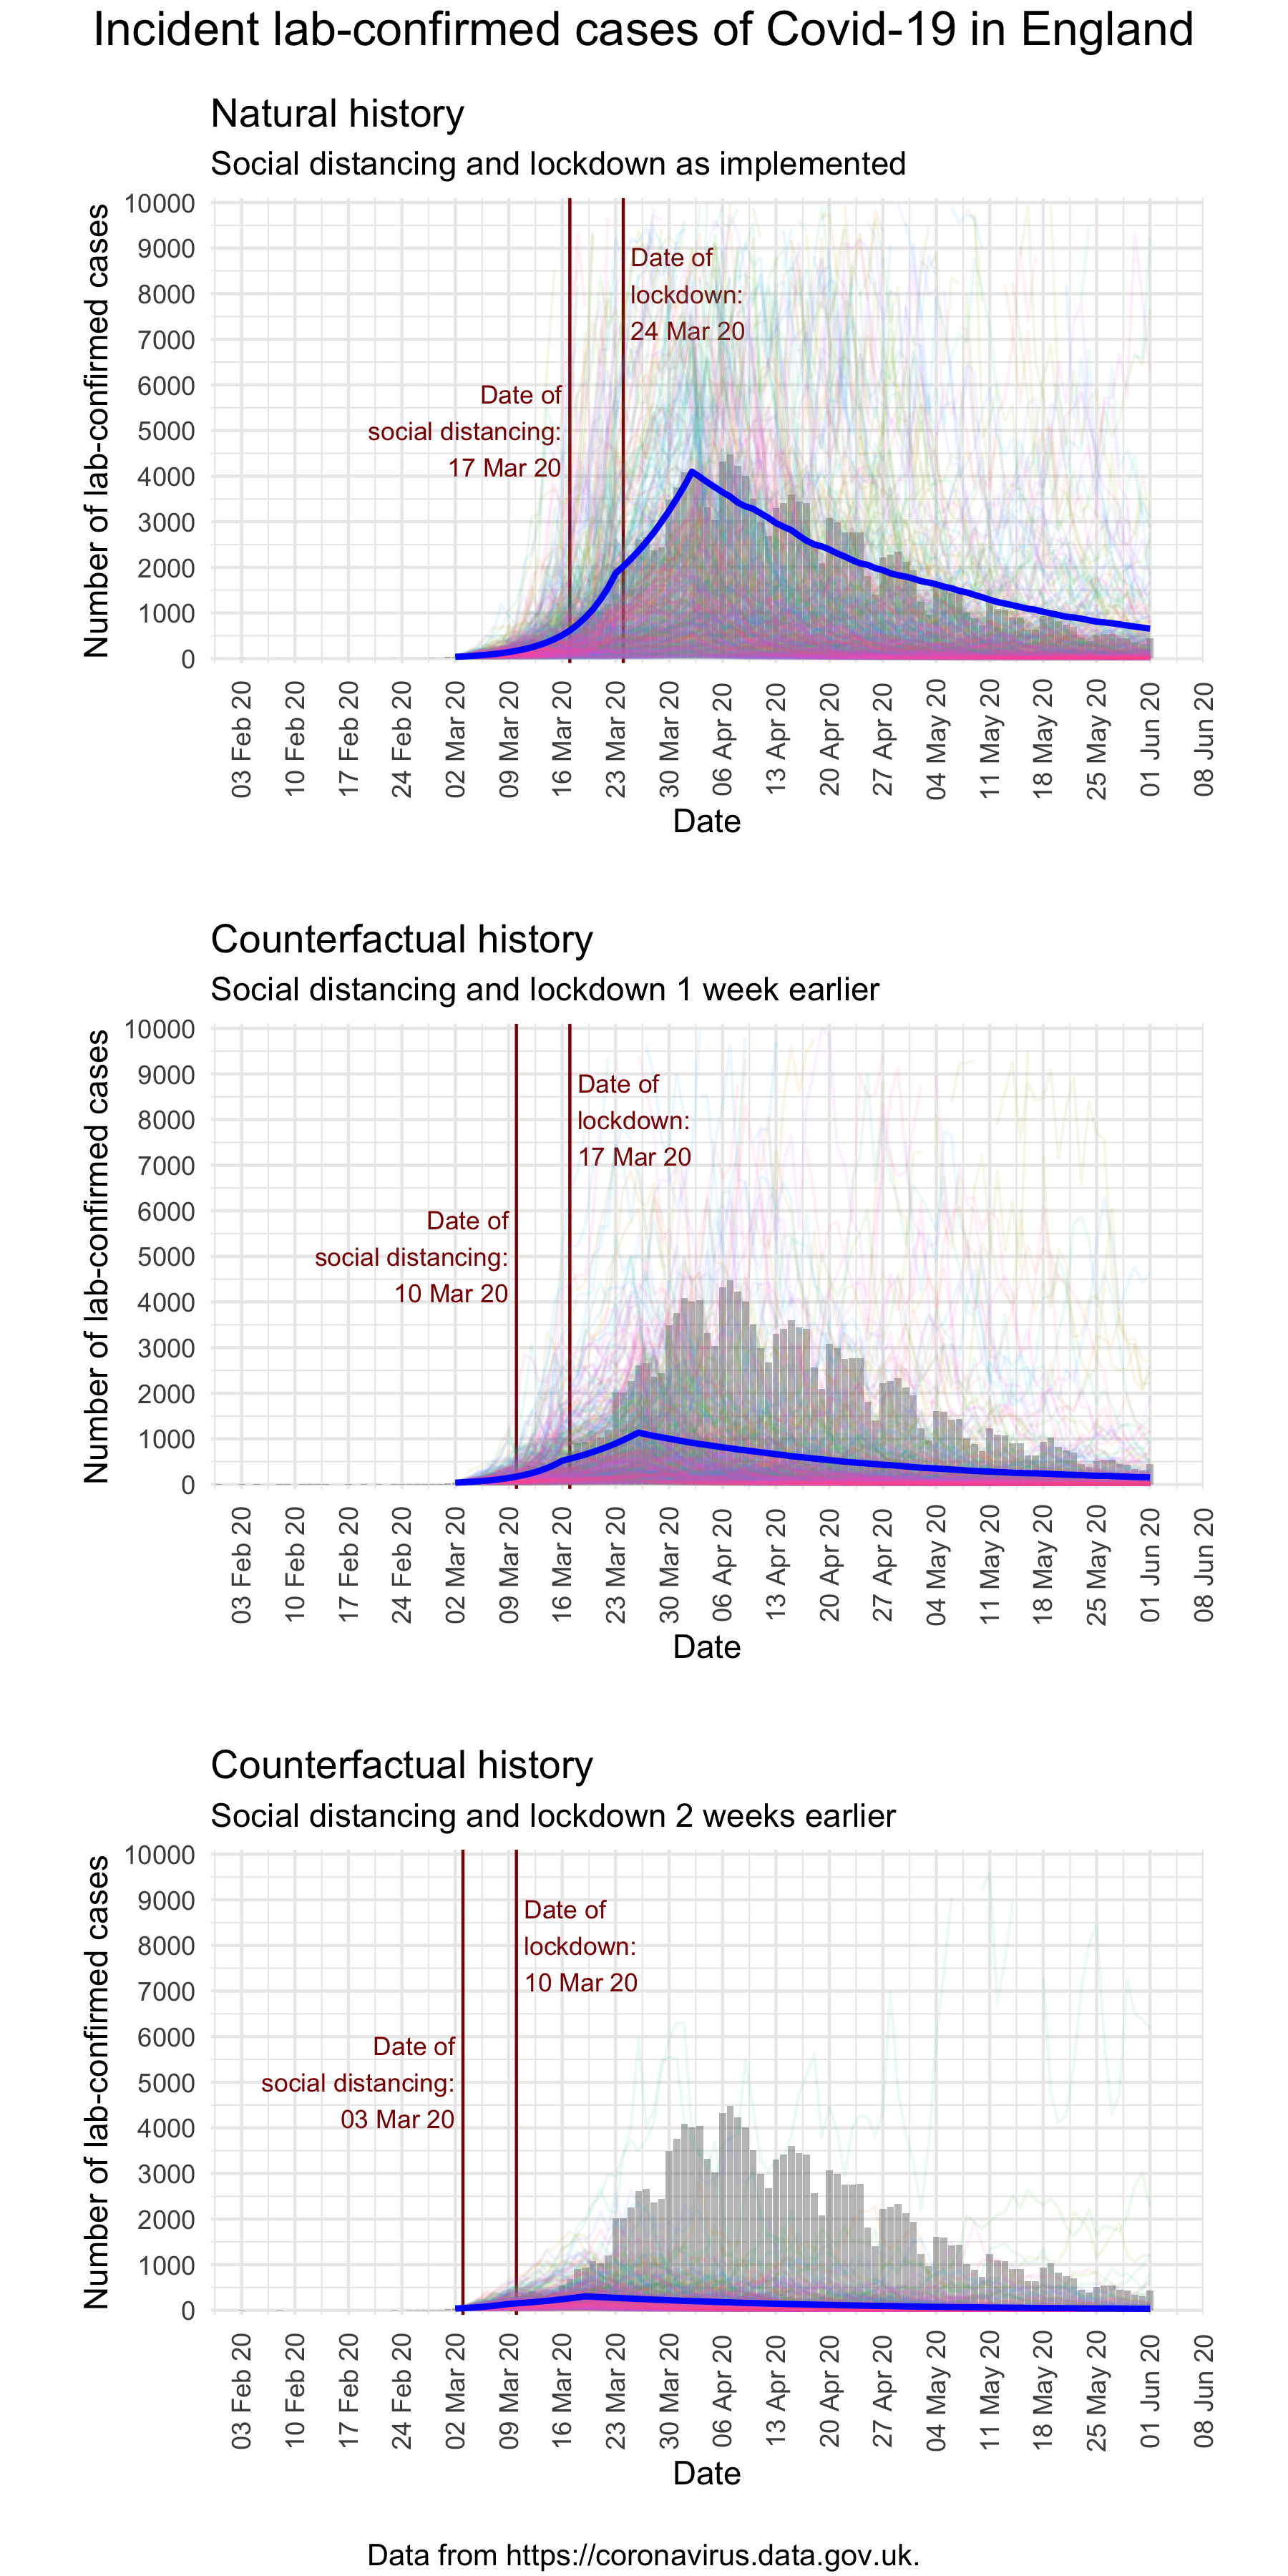 Incident lab-confirmed cases of Covid-19 in England
Natural history
Social distancing and lockdown as implemented
Number of lab-confirmed cases
10000
9000
8000
7000
6000
5000
4000
3000
2000
1000
0
Date of
lockdown:
24 Mar 20
Date of
social distancing:
17 Mar 20
03 Feb 20
10 Feb 20
17 Feb 20
24 Feb 20
02 Mar 20
09 Mar 20
16 Mar 20
23 Mar 20
30 Mar 20
06 Apr 20
13 Apr 20
20 Apr 20
27 Apr 20
04 May 20
11 May 20
18 May 20
25 May 20
01 Jun 20
08 Jun 20
Date
Counterfactual history
Social distancing and lockdown 1 week earlier
Number of lab-confirmed cases
10000
9000
8000
7000
6000
5000
4000
3000
2000
1000
0
Date of
lockdown:
17 Mar 20
Date of
social distancing:
10 Mar 20
03 Feb 20
10 Feb 20
17 Feb 20
24 Feb 20
02 Mar 20
09 Mar 20
16 Mar 20
23 Mar 20
30 Mar 20
06 Apr 20
13 Apr 20
20 Apr 20
27 Apr 20
04 May 20
11 May 20
18 May 20
25 May 20
01 Jun 20
08 Jun 20
Date
Counterfactual history
Social distancing and lockdown 2 weeks earlier
Number of lab-confirmed cases
10000
9000
8000
7000
6000
5000
4000
3000
2000
1000
0
Date of
lockdown:
10 Mar 20
Date of
social distancing:
03 Mar 20
03 Feb 20
10 Feb 20
17 Feb 20
24 Feb 20
02 Mar 20
09 Mar 20
16 Mar 20
23 Mar 20
30 Mar 20
06 Apr 20
13 Apr 20
20 Apr 20
27 Apr 20
04 May 20
11 May 20
18 May 20
25 May 20
01 Jun 20
08 Jun 20
Date
Data from https://coronavirus.data.gov.uk.